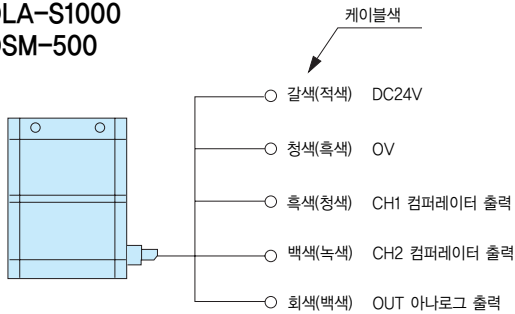 LA-S1000
SM-500
케이블색
갈색(적색) DC24V
청색(흑색) 0V
흑색(청색) CH1 컴퍼레이터 출력
백색(녹색) CH2 컴퍼레이터 출력
회색(백색) OUT 아나로그 출력